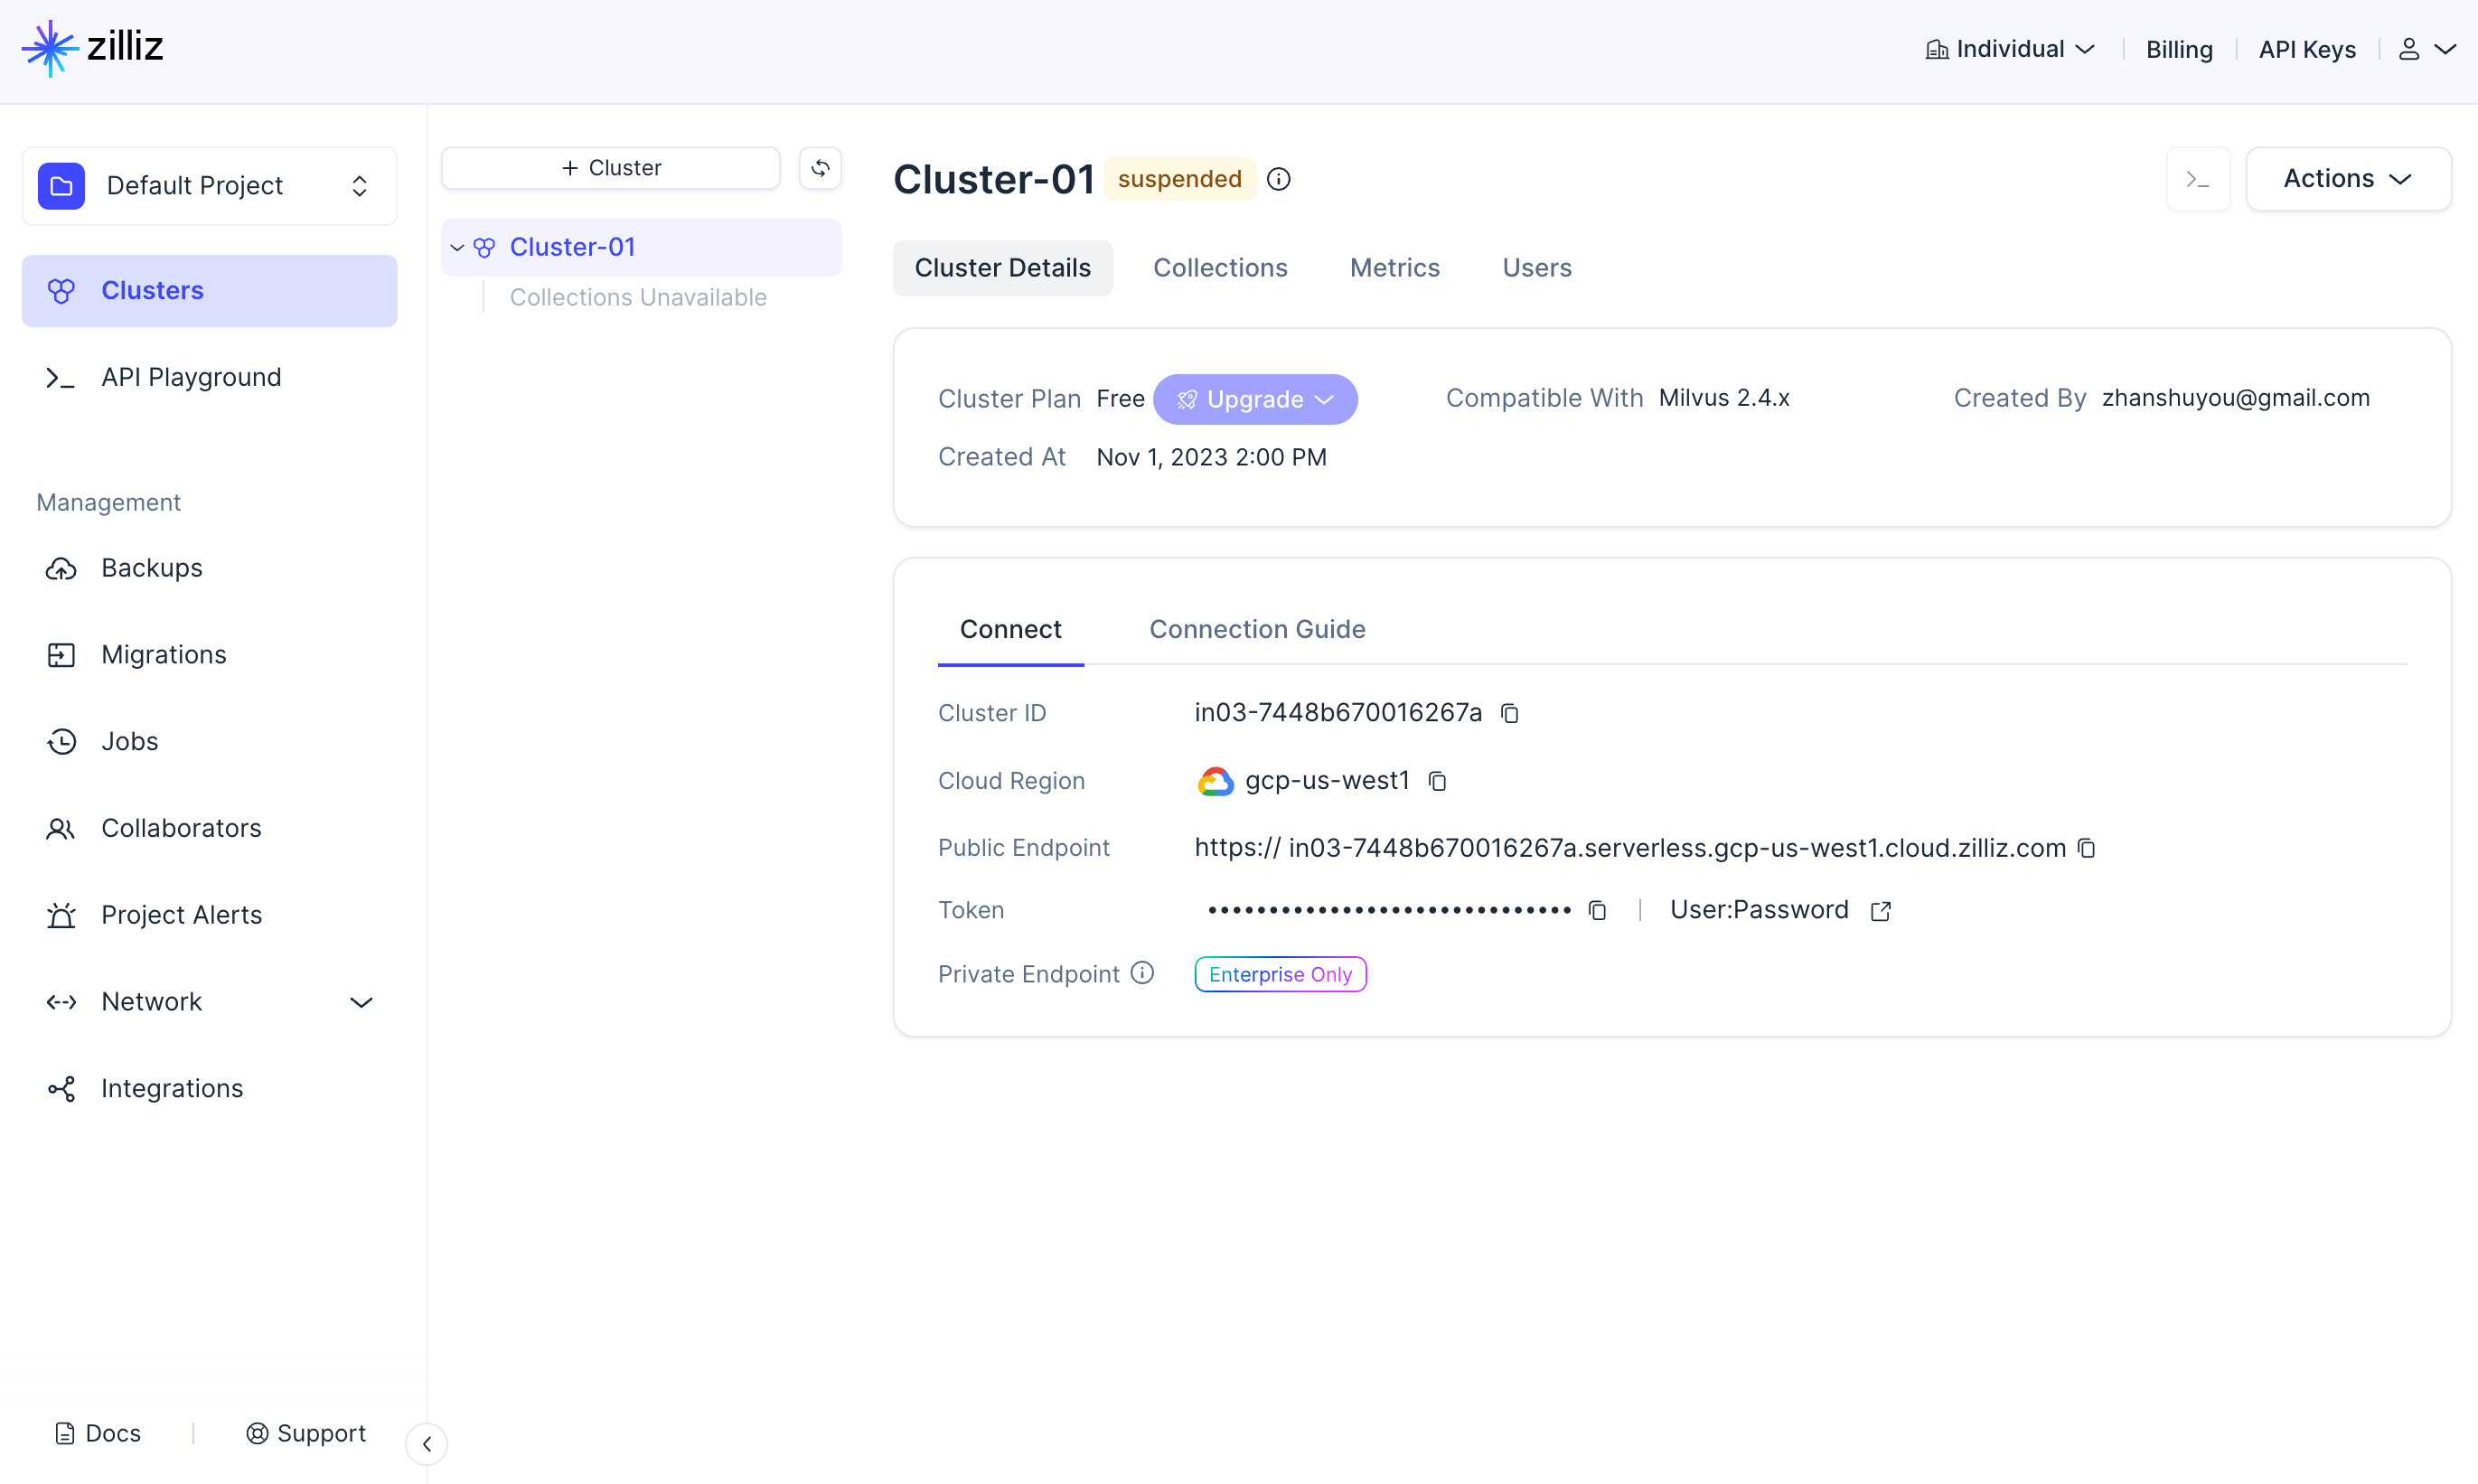 zilliz
Individual
Billing
API Keys
Default Project
Clusters
API Playground
Management
Backups
Migrations
Jobs
Collaborators
Project Alerts
Network
Integrations
Docs
Support
+ Cluster
Cluster-01
Collections Unavailable
Cluster-01 suspended
Actions
Cluster Details Collections Metrics Users
Cluster Plan Free Upgrade
Compatible With Milvus 2.4.x
Created By zhanshuyou@gmail.com
Created At Nov 1, 2023 2:00 PM
Connect Connection Guide
Cluster ID in03-7448b670016267a
Cloud Region gcp-us-west1
Public Endpoint https:// in03-7448b670016267a.serverless.gcp-us-west1.cloud.zilliz.com
Token •••••••••••••••••••••••••••••• | User:Password
Private Endpoint Enterprise Only